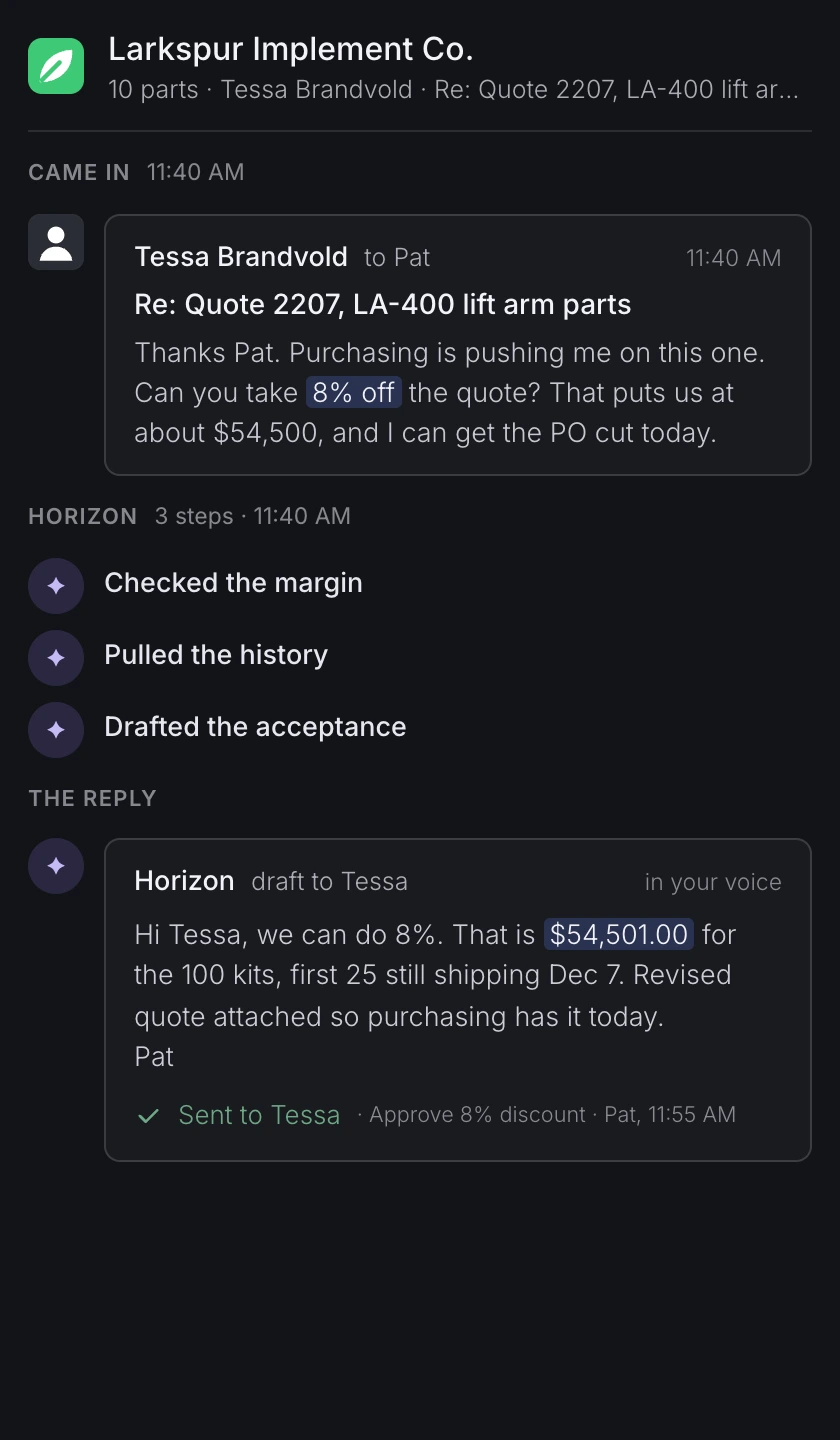 Larkspur Implement Co.
10 parts · Tessa Brandvold · Re: Quote 2207, LA-400 lift ar...
CAME IN 11:40 AM
Tessa Brandvold to Pat 11:40 AM
Re: Quote 2207, LA-400 lift arm parts
Thanks Pat. Purchasing is pushing me on this one.
Can you take 8% off the quote? That puts us at
about $54,500, and I can get the PO cut today.
HORIZON 3 steps · 11:40 AM
Checked the margin
Pulled the history
Drafted the acceptance
THE REPLY
Horizon draft to Tessa in your voice
Hi Tessa, we can do 8%. That is $54,501.00 for
the 100 kits, first 25 still shipping Dec 7. Revised
quote attached so purchasing has it today.
Pat
Sent to Tessa · Approve 8% discount · Pat, 11:55 AM